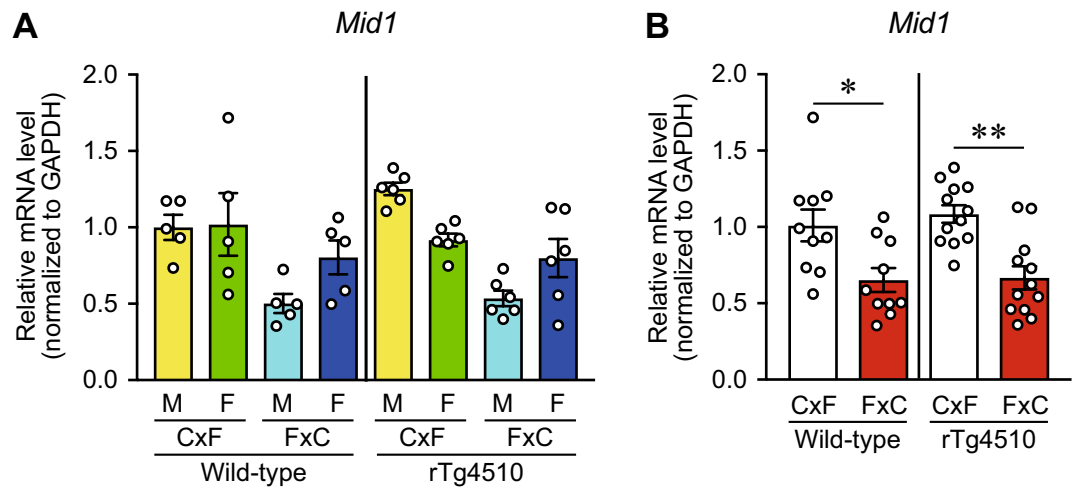 A
Mid1
Relative mRNA level
(normalized to GAPDH)
2.0
1.5
1.0
0.5
0.0
M F M F M F M F
CxF FxC CxF FxC
Wild-type rTg4510
B
Mid1
Relative mRNA level
(normalized to GAPDH)
2.0
1.5
1.0
0.5
0.0
* **
CxF FxC CxF FxC
Wild-type rTg4510